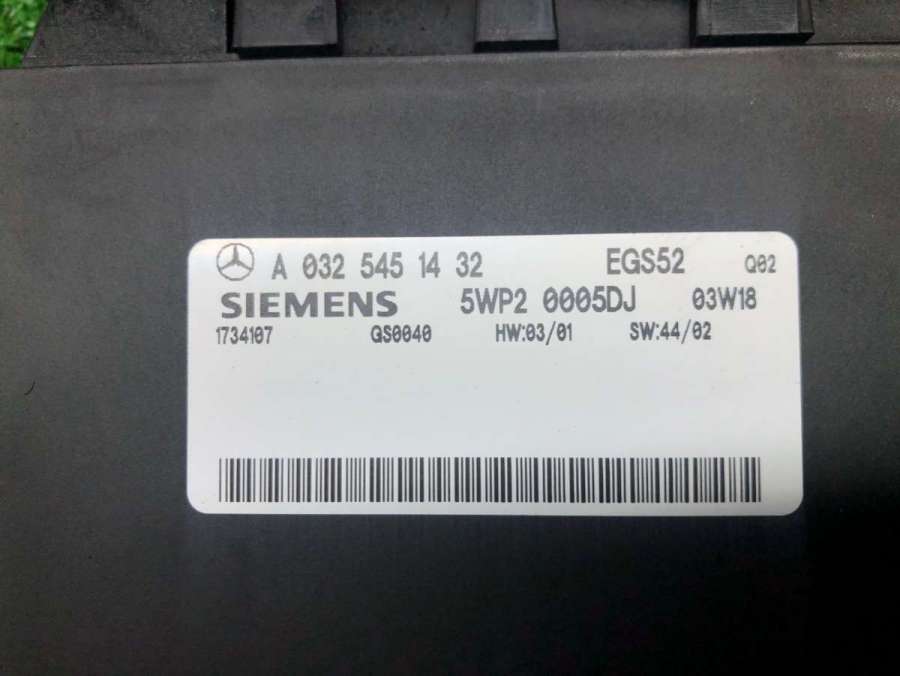 A 032 545 14 32 EGS52 Q02
SIEMENS 5WP2 0005DJ 03W18
1734107 GS0040 HW:03/01 SW:44/02